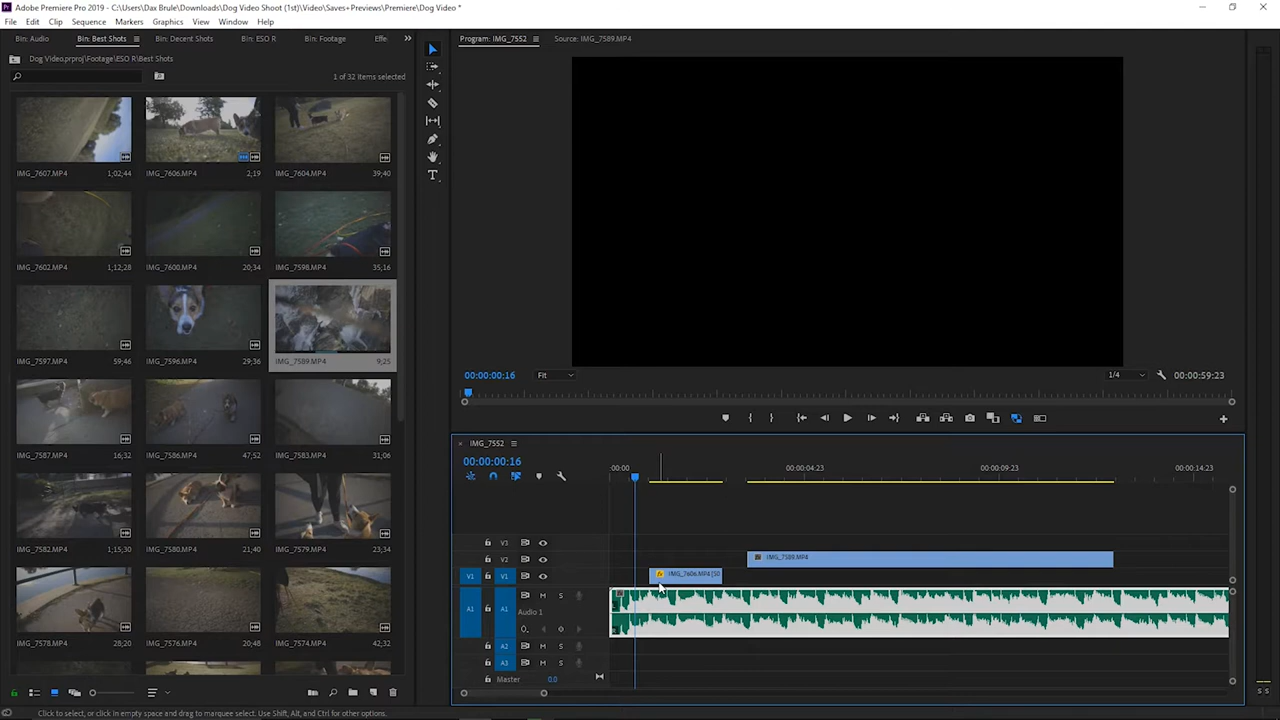 Adobe Premiere Pro 2019 - C:\Users\Dax Brule\Downloads\Dog Video Shoot (1st)\Video\Saves+Previews\Premiere\Dog Video *
File Edit Clip Sequence Markers Graphics View Window Help
Bin: Audio Bin: Best Shots Bin: Decent Shots Bin: ESO R Bin: Footage Effe
Dog Video.prproj\Footage\ESO R\Best Shots
1 of 32 Items selected
IMG_7607.MP4 1;02;44 IMG_7606.MP4 2;19 IMG_7604.MP4 39;40
IMG_7602.MP4 1;12;28 IMG_7600.MP4 20;34 IMG_7598.MP4 35;16
IMG_7597.MP4 59;46 IMG_7596.MP4 29;36 IMG_7589.MP4 9;25
IMG_7587.MP4 16;32 IMG_7586.MP4 47;52 IMG_7583.MP4 31;06
IMG_7582.MP4 1;15;30 IMG_7580.MP4 21;40 IMG_7579.MP4 23;34
IMG_7578.MP4 28;20 IMG_7576.MP4 20;48 IMG_7574.MP4 42;32
Program: IMG_7552 Source: IMG_7589.MP4
00:00:00:16 Fit 1/4 00:00:59:23
IMG_7552
00:00:00:16
:00:00 00:00:04:23 00:00:09:23 00:00:14:23
V3
V2 IMG_7589.MP4
V1 V1 fx IMG_7606.MP4 [50
A1 A1 M S
Audio 1
A2 M S
A3 M S
Master 0.0
S S
Click to select, or click in empty space and drag to marquee select. Use Shift, Alt, and Ctrl for other options.